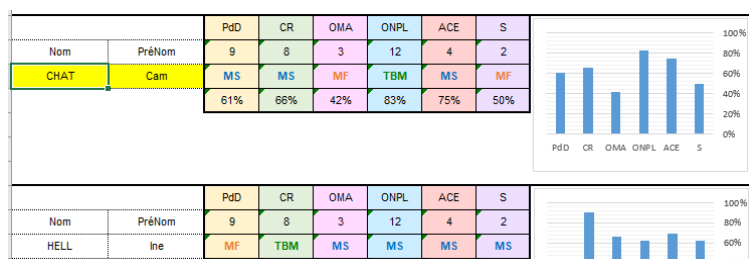 PdD CR OMA ONPL ACE S
Nom PréNom 9 8 3 12 4 2
CHAT Cam MS MS MF TBM MS MF
61% 66% 42% 83% 75% 50%
100%
80%
60%
40%
20%
0%
PdD CR OMA ONPL ACE S
PdD CR OMA ONPL ACE S
Nom PréNom 9 8 3 12 4 2
HELL Ine MF TBM MS MS MS MS
100%
80%
60%